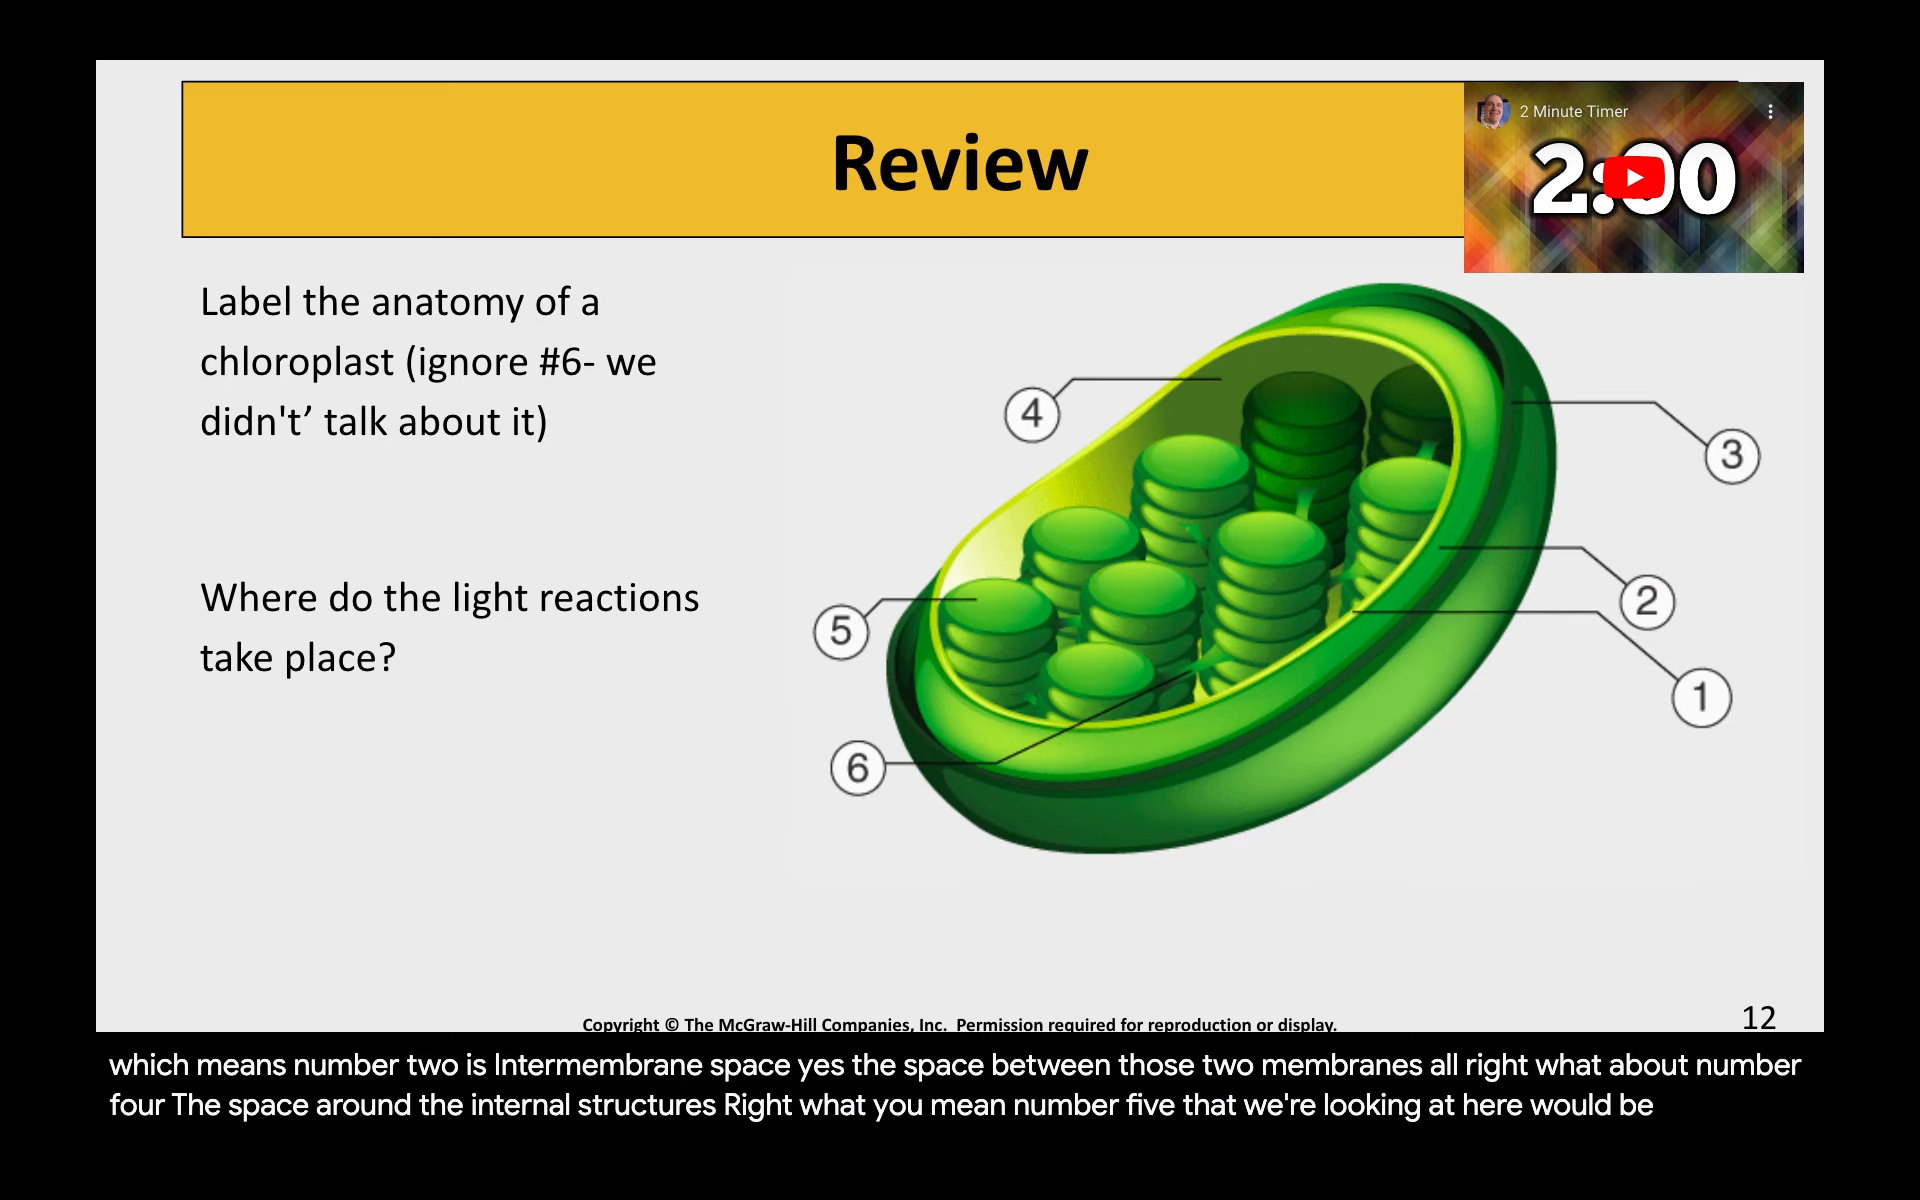 Review
2 Minute Timer
2:00
Label the anatomy of a
chloroplast (ignore #6- we
didn't’ talk about it)
Where do the light reactions
take place?
4
3
5
2
1
6
Copyright © The McGraw-Hill Companies, Inc. Permission required for reproduction or display.
12
which means number two is Intermembrane space yes the space between those two membranes all right what about number
four The space around the internal structures Right what you mean number five that we're looking at here would be